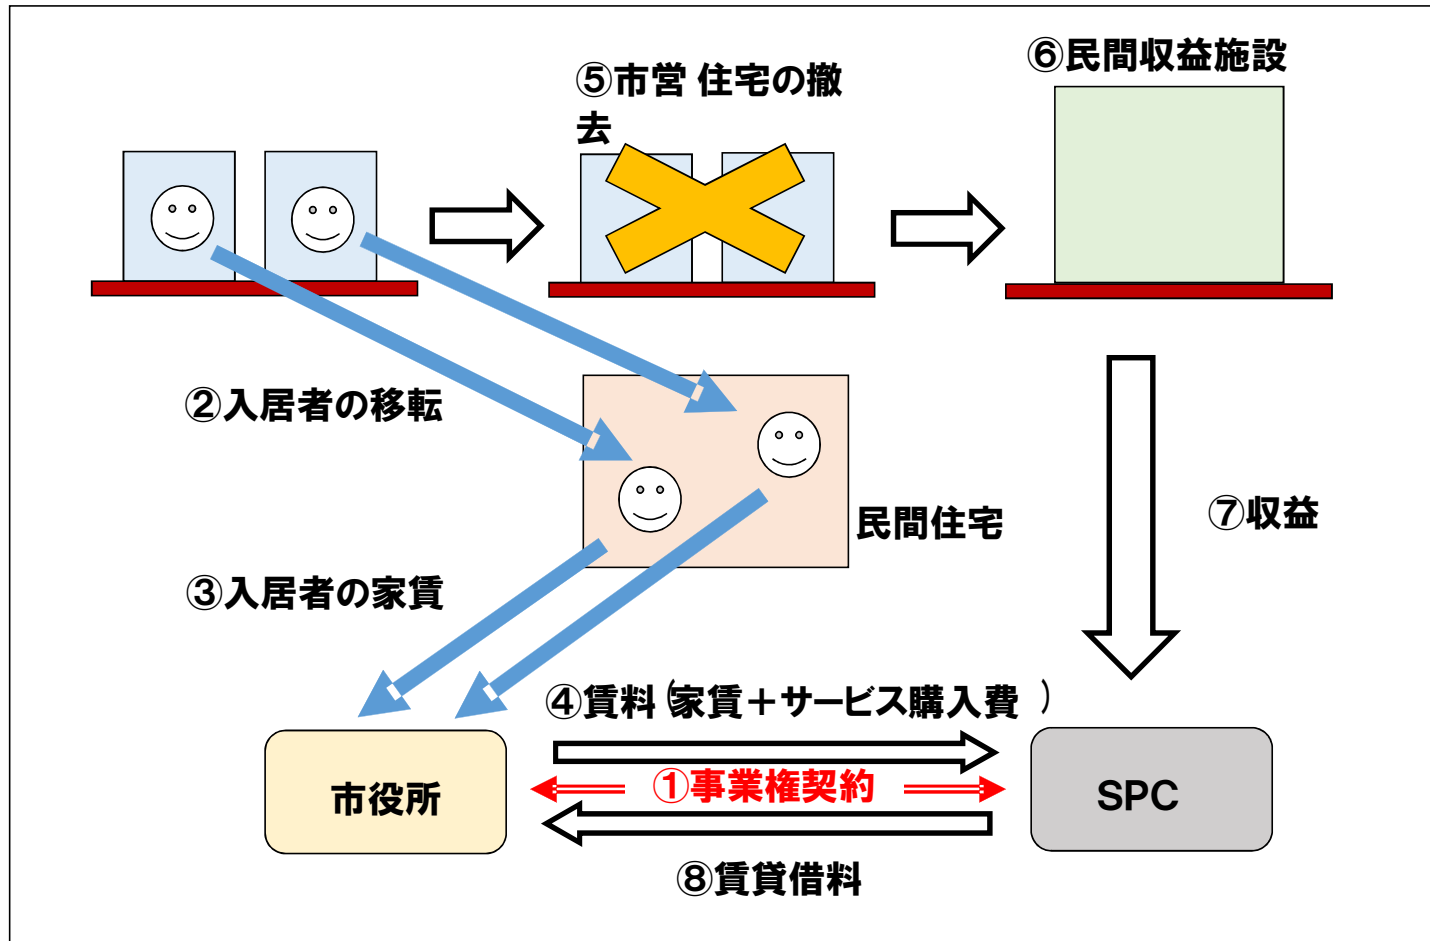 ⑥民間収益施設
⑤市営 住宅の撤
去
②入居者の移転
民間住宅
⑦収益
③入居者の家賃
④賃料(家賃＋サービス購入費 )
①事業権契約
市役所
SPC
⑧賃貸借料